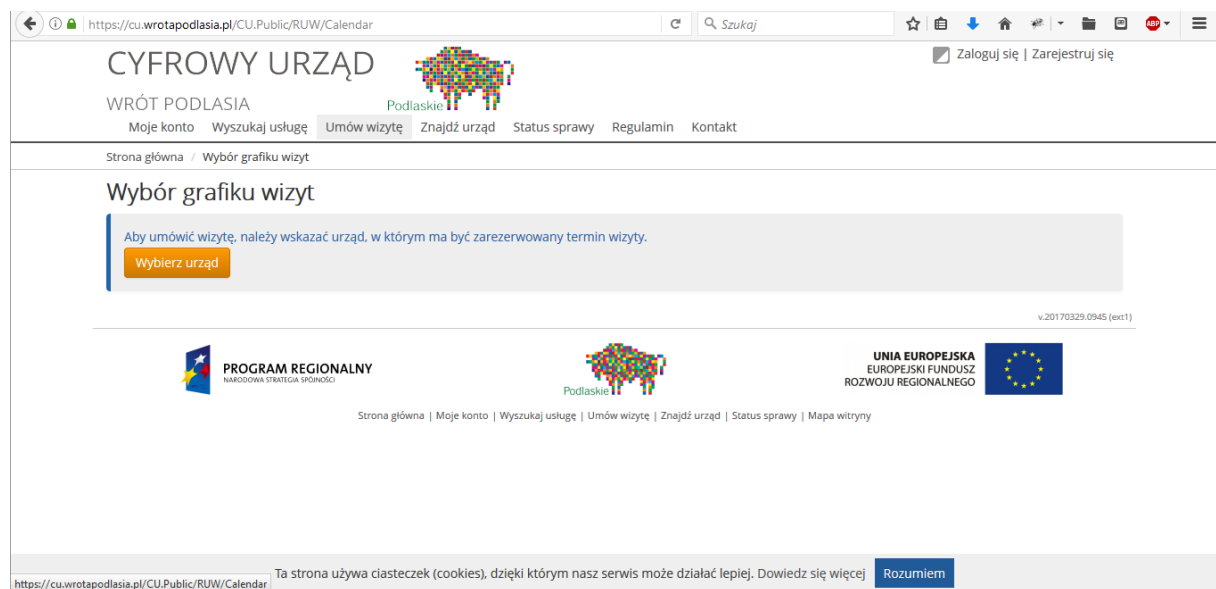 https://cu.wrotapodlasia.pl/CU.Public/RUW/Calendar
Szukaj
ABP
CYFROWY URZĄD
WRÓT PODLASIA
Podlaskie
Zaloguj się | Zarejestruj się
Moje konto Wyszukaj usługę Umów wizytę Znajdź urząd Status sprawy Regulamin Kontakt
Strona główna / Wybór grafiku wizyt
Wybór grafiku wizyt
Aby umówić wizytę, należy wskazać urząd, w którym ma być zarezerwowany termin wizyty.
Wybierz urząd
v.20170329.0945 (ext1)
PROGRAM REGIONALNY
NARODOWA STRATEGIA SPÓJNOŚCI
Podlaskie
UNIA EUROPEJSKA
EUROPEJSKI FUNDUSZ
ROZWOJU REGIONALNEGO
Strona główna | Moje konto | Wyszukaj usługę | Umów wizytę | Znajdź urząd | Status sprawy | Mapa witryny
Ta strona używa ciasteczek (cookies), dzięki którym nasz serwis może działać lepiej. Dowiedz się więcej Rozumiem
https://cu.wrotapodlasia.pl/CU.Public/RUW/Calendar